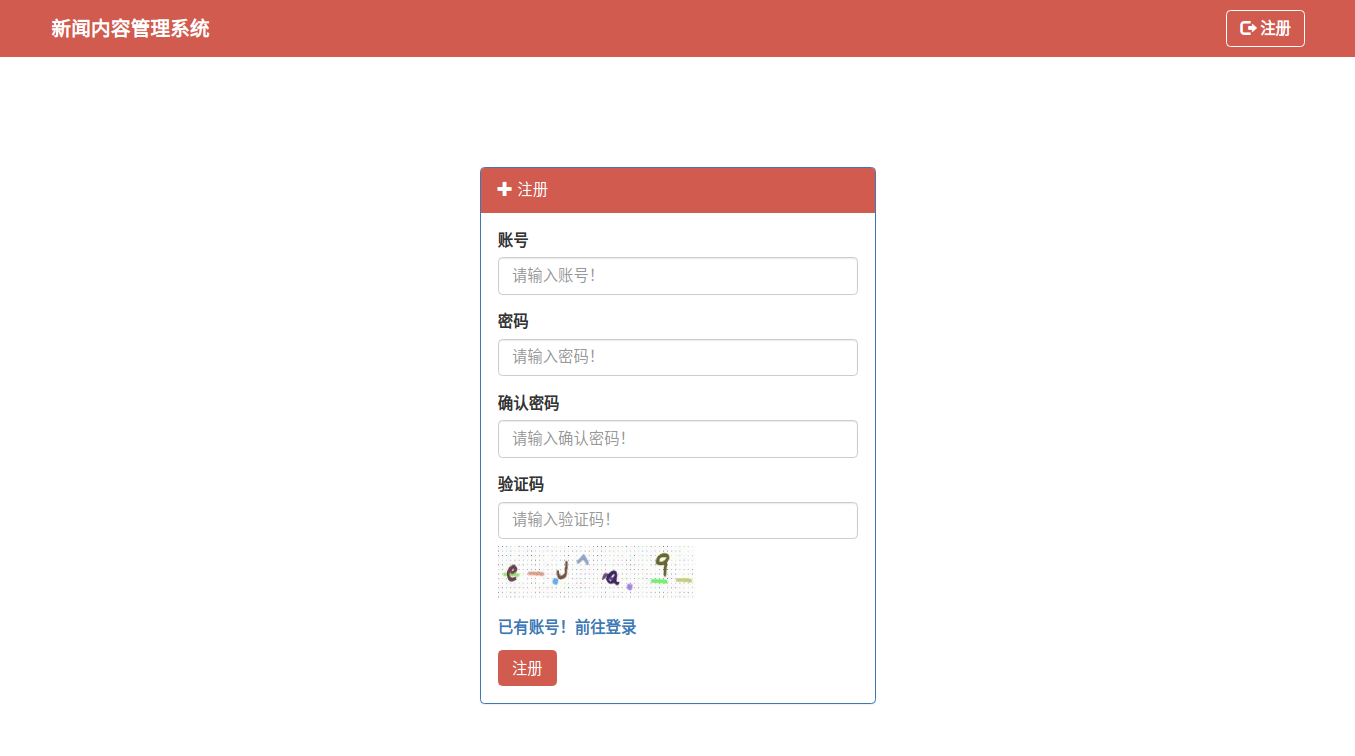 新闻内容管理系统
注册
注册
账号
请输入账号！
密码
请输入密码！
确认密码
请输入确认密码！
验证码
请输入验证码！
已有账号！前往登录
注册